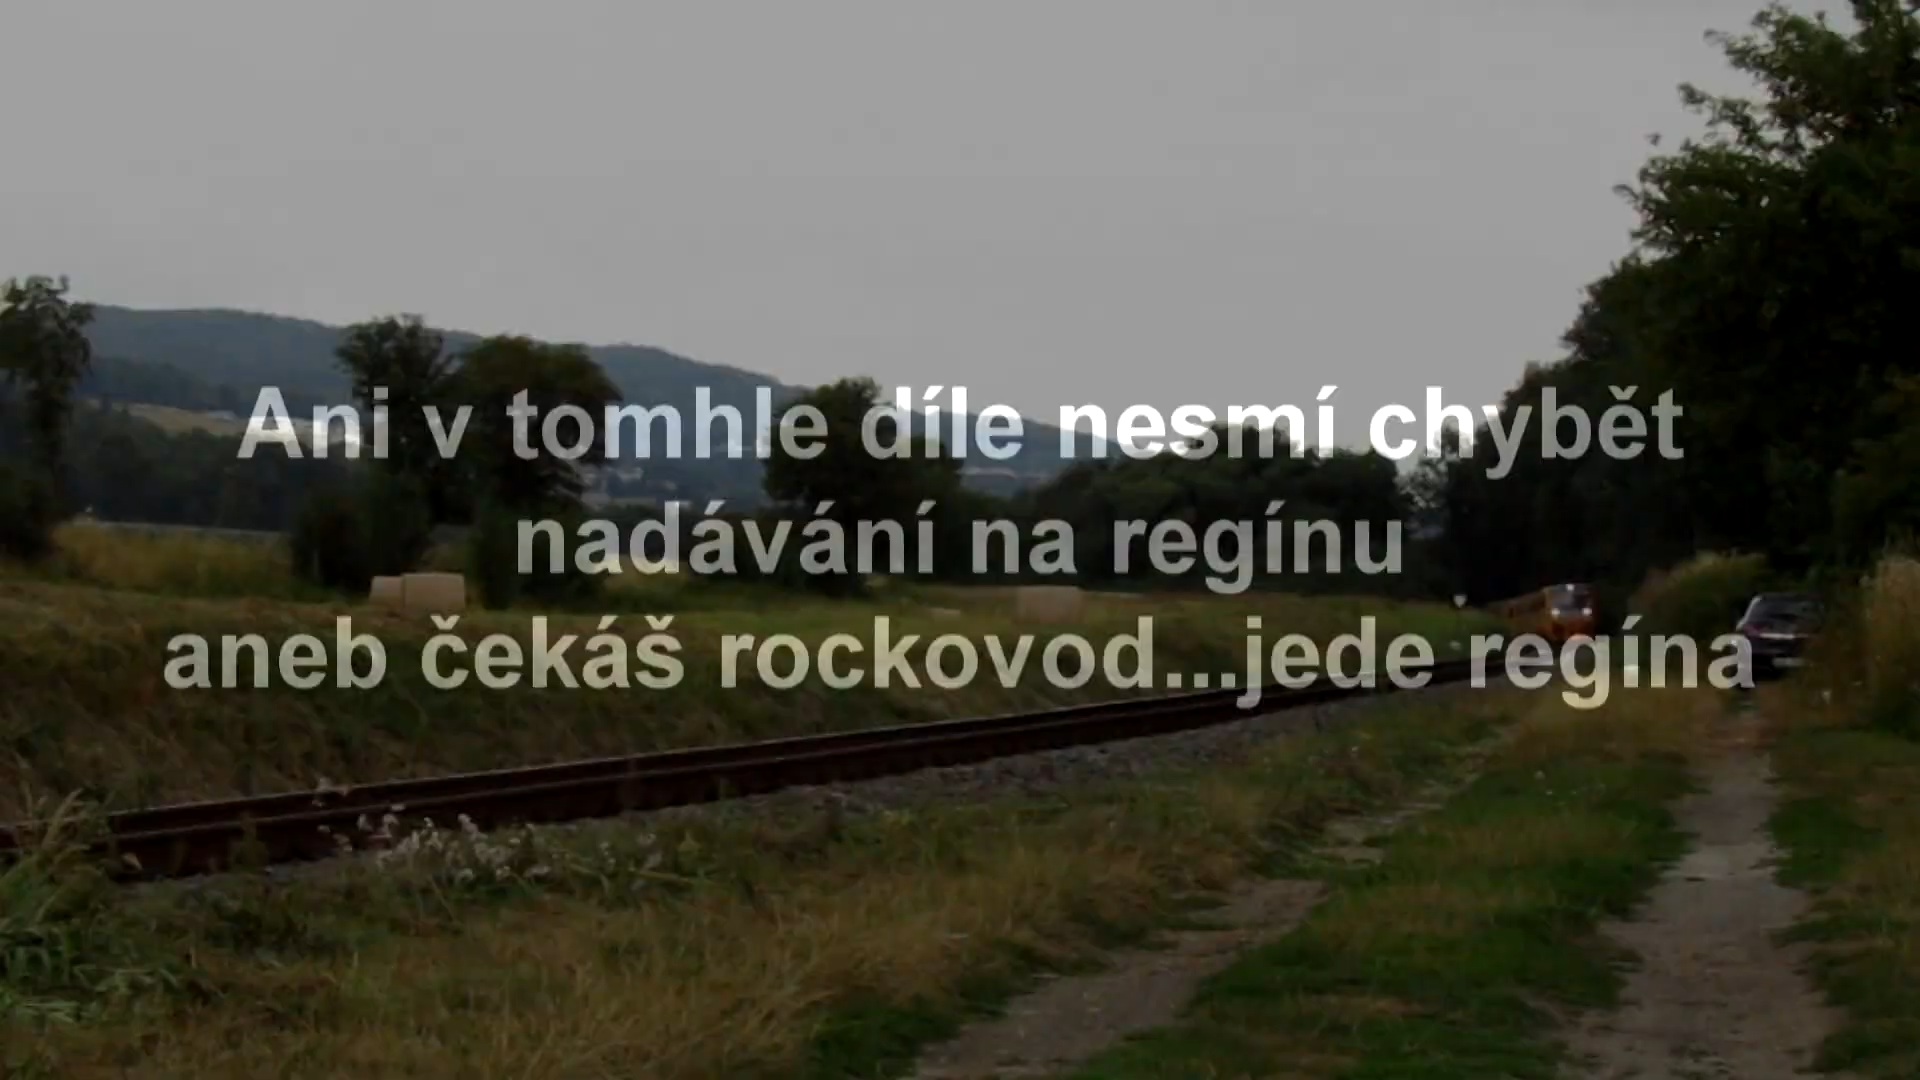 Ani v tomhle díle nesmí chybět
nadávání na regínu
aneb čekáš rockovod...jede regína